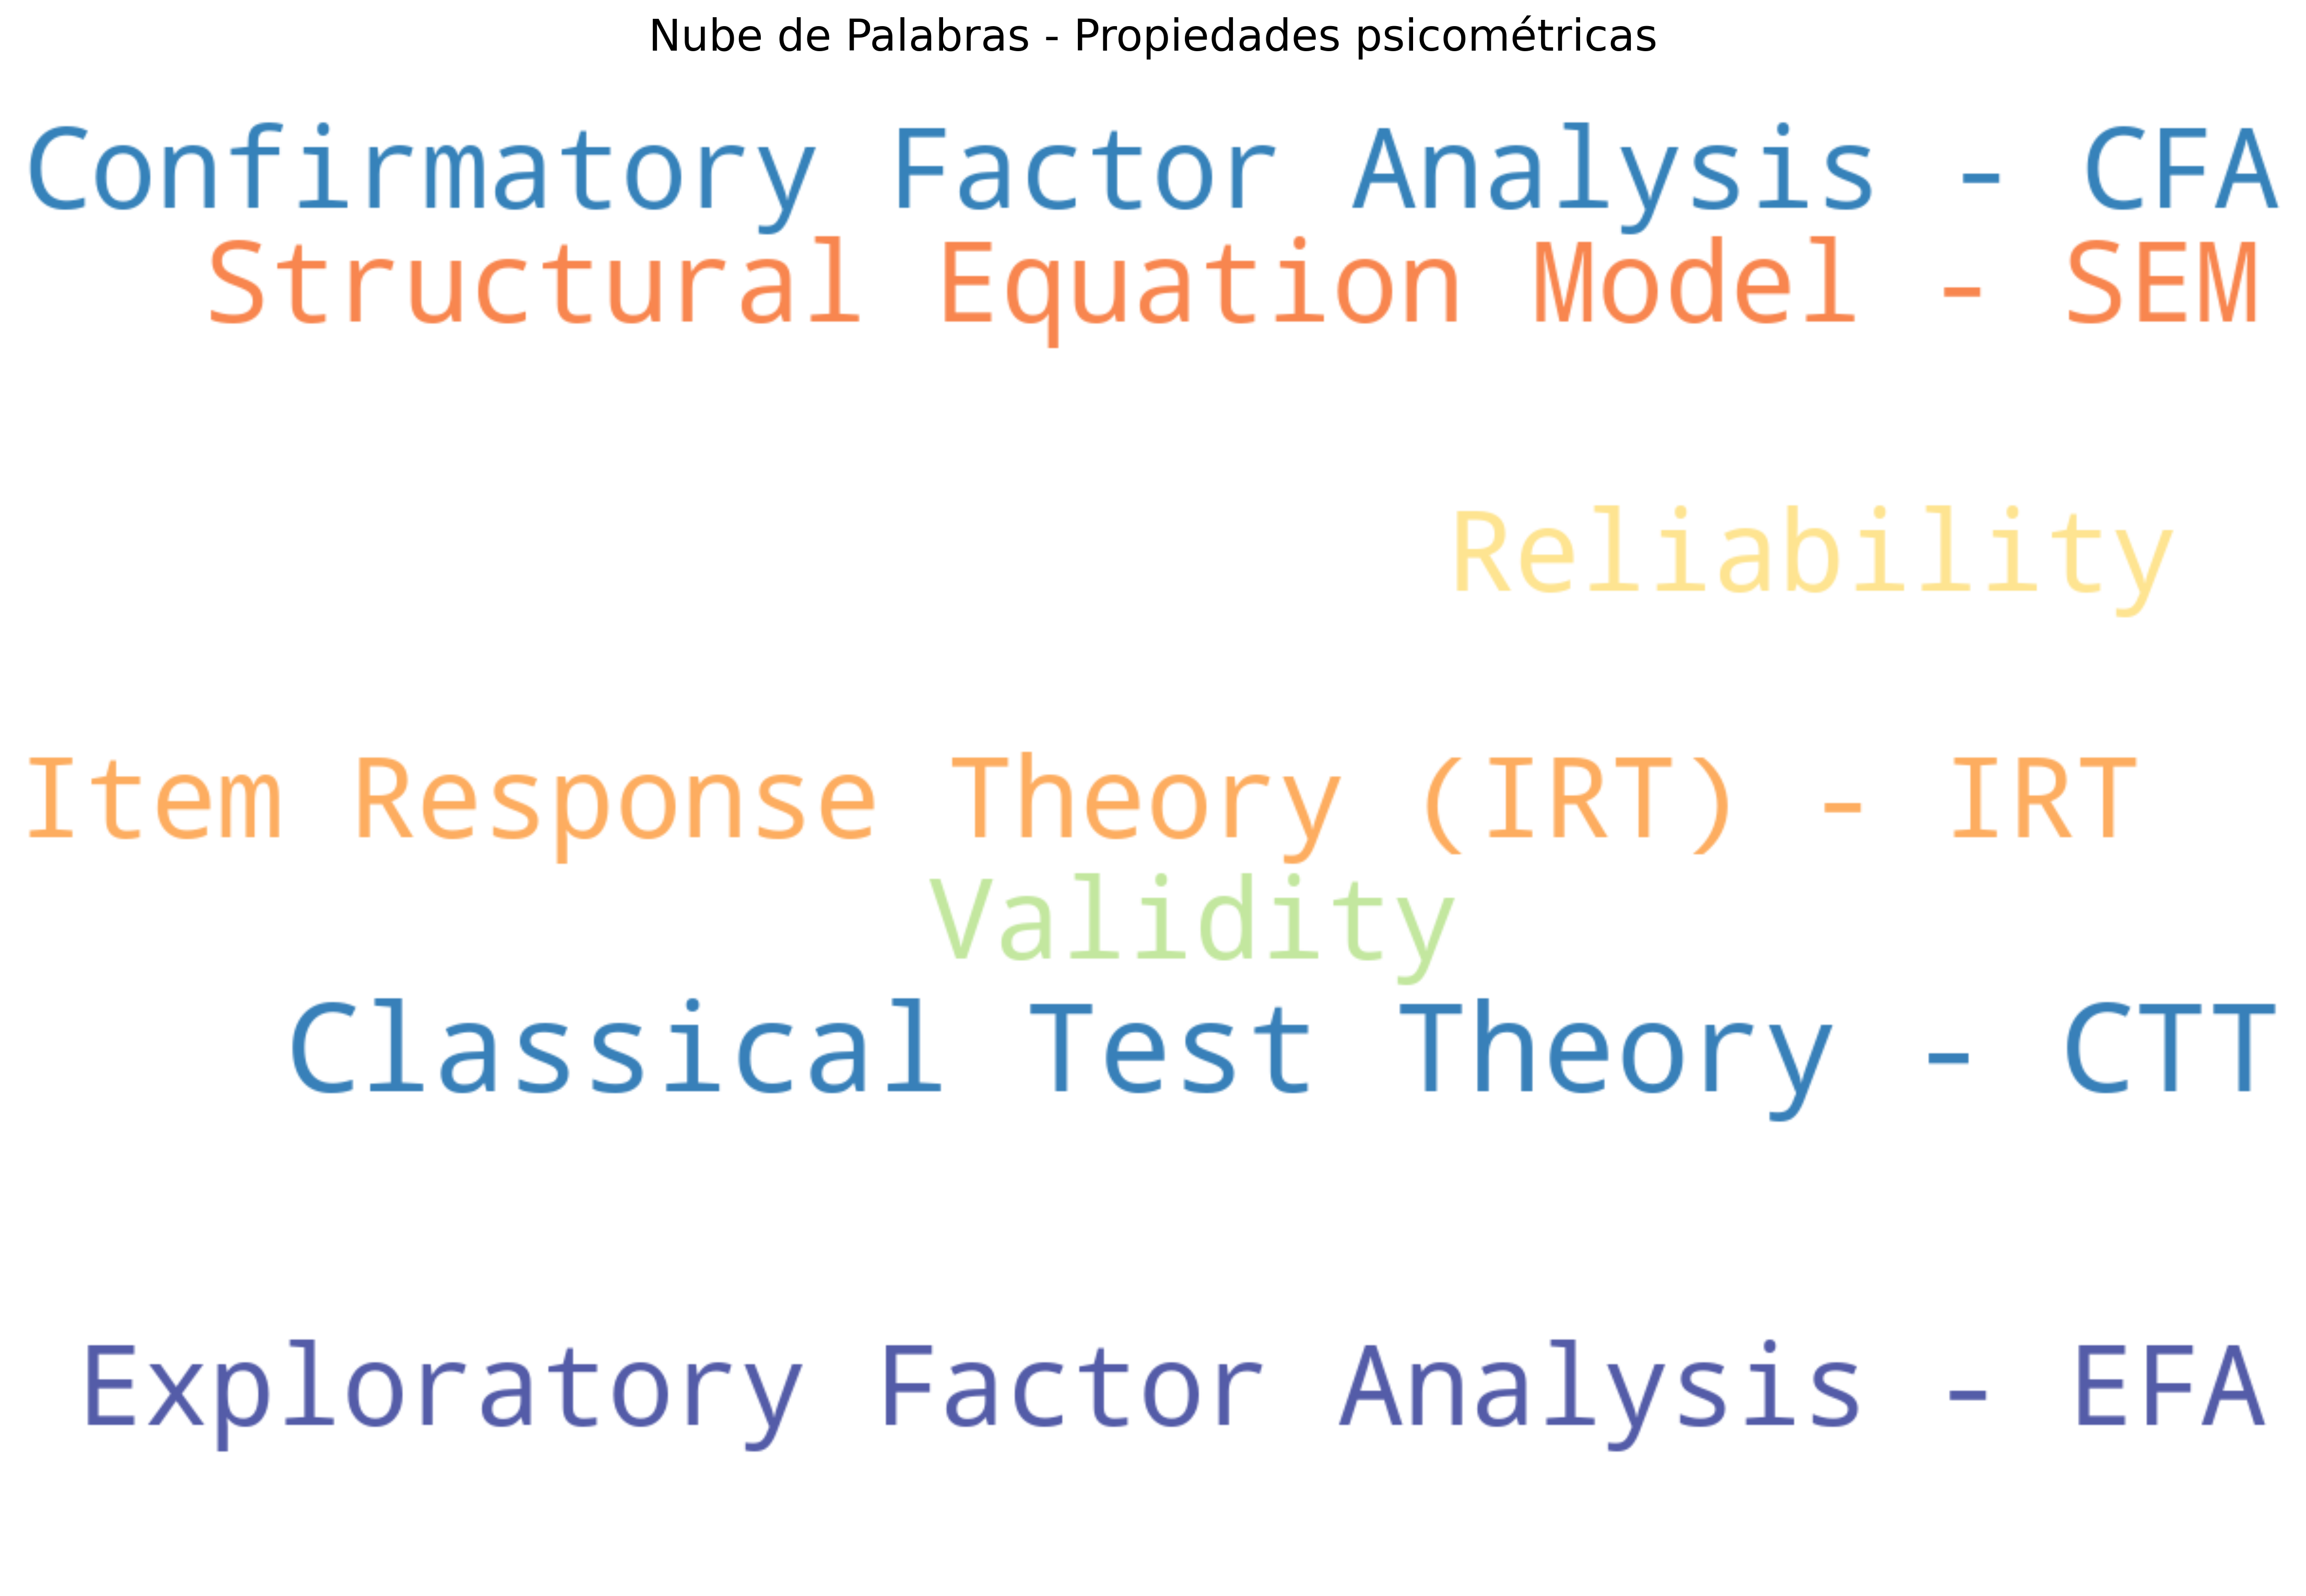 Nube de Palabras - Propiedades psicométricas
Confirmatory Factor Analysis - CFA
Structural Equation Model - SEM
Reliability
Item Response Theory (IRT) - IRT
Validity
Classical Test Theory - CTT
Exploratory Factor Analysis - EFA